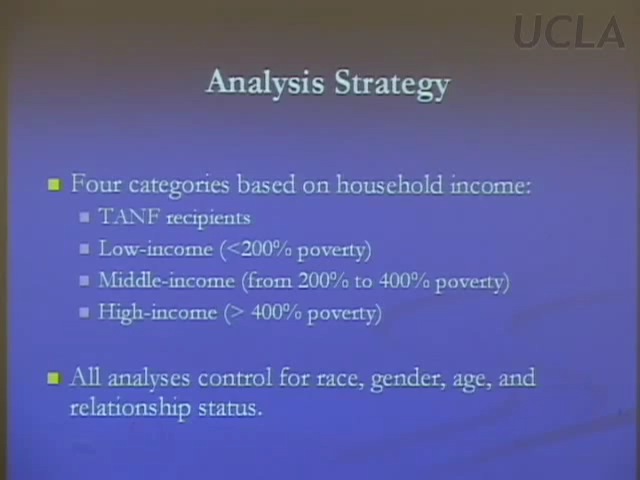 UCLA
Analysis Strategy
Four categories based on household income:
TANF recipients
Low-income (<200% poverty)
Middle-income (from 200% to 400% poverty)
High-income (> 400% poverty)
All analyses control for race, gender, age, and
relationship status.